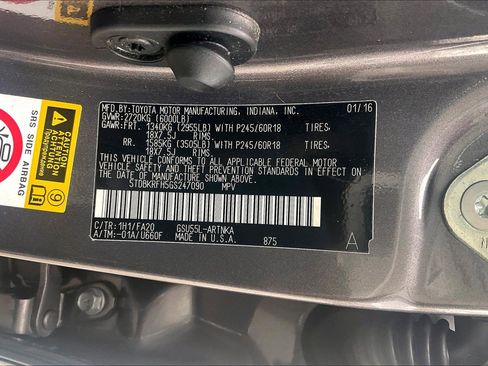 MFD.BY:TOYOTA MOTOR MANUFACTURING, INDIANA, INC. 01/16
GVWR:2720KG (6000LB)
GAWR:FRT. 1340KG (2955LB) WITH P245/60R18 TIRES,
18X7.5J RIMS
RR. 1585KG (3505LB) WITH P245/60R18 TIRES,
18X7.5J RIMS
THIS VEHICLE CONFORMS TO ALL APPLICABLE FEDERAL MOTOR
VEHICLE SAFETY AND THEFT PREVENTION STANDARDS IN EFFECT
ON THE DATE OF MANUFACTURE SHOWN ABOVE.
5TDBKRFH5GS247090 MPV
C/TR:1H1/FA20 GSU55L-ARTNKA
A/TM:-01A/U660F MADE IN U.S.A. 875 A
SRS SIDE AIRBAG
CAUTION
9